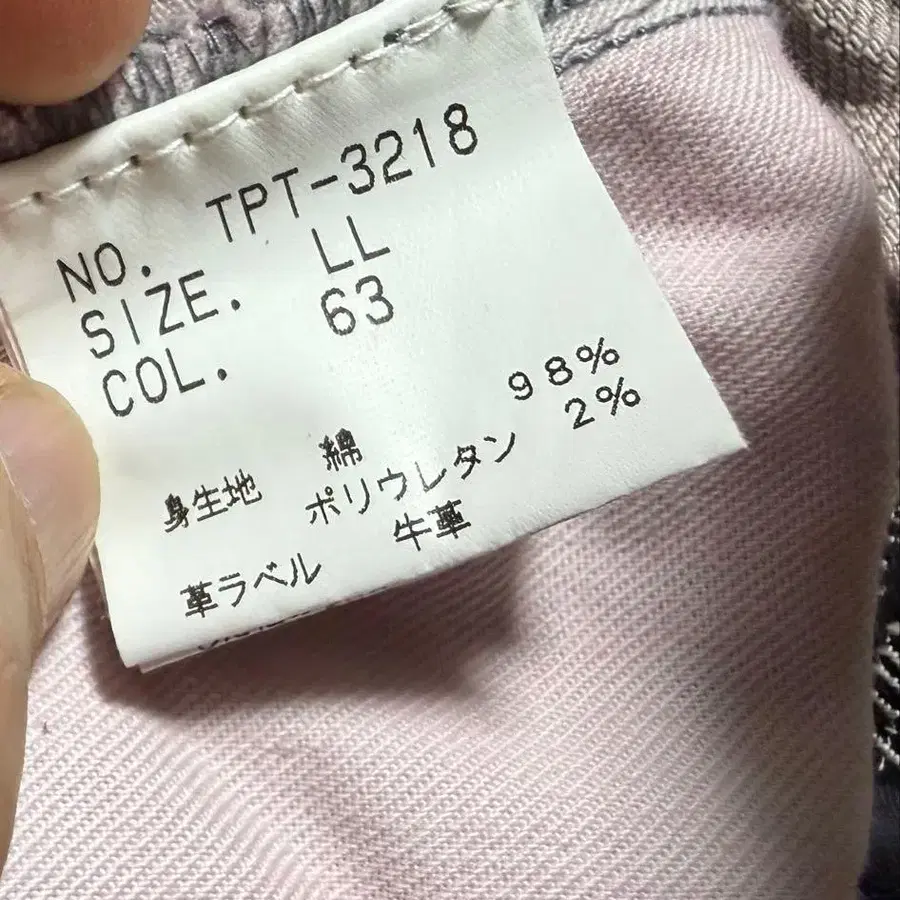 NO. TPT-3218
SIZE. LL
COL. 63
身生地 綿 98%
ポリウレタン 2%
革ラベル 牛革